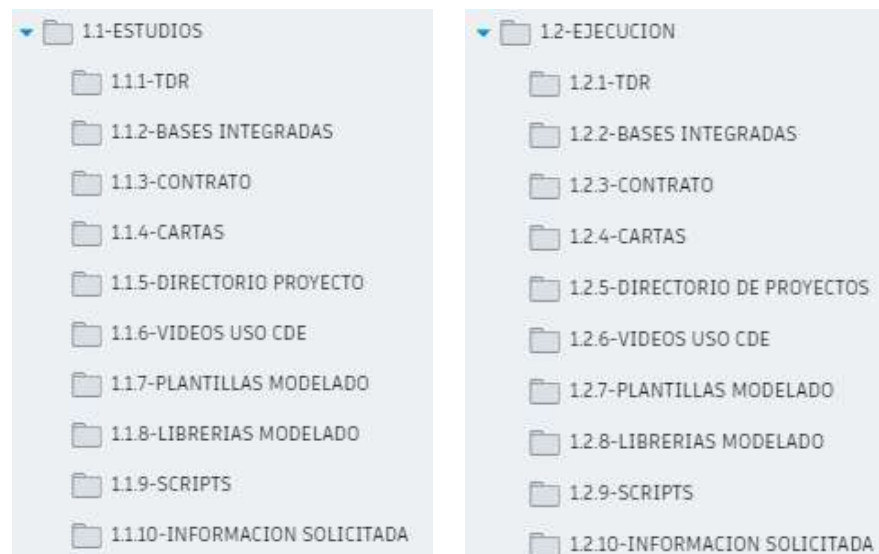 1.1-ESTUDIOS
1.1.1-TDR
1.1.2-BASES INTEGRADAS
1.1.3-CONTRATO
1.1.4-CARTAS
1.1.5-DIRECTORIO PROYECTO
1.1.6-VIDEOS USO CDE
1.1.7-PLANTILLAS MODELADO
1.1.8-LIBRERIAS MODELADO
1.1.9-SCRIPTS
1.1.10-INFORMACION SOLICITADA
1.2-EJECUCION
1.2.1-TDR
1.2.2-BASES INTEGRADAS
1.2.3-CONTRATO
1.2.4-CARTAS
1.2.5-DIRECTORIO DE PROYECTOS
1.2.6-VIDEOS USO CDE
1.2.7-PLANTILLAS MODELADO
1.2.8-LIBRERIAS MODELADO
1.2.9-SCRIPTS
1.2.10-INFORMACION SOLICITADA